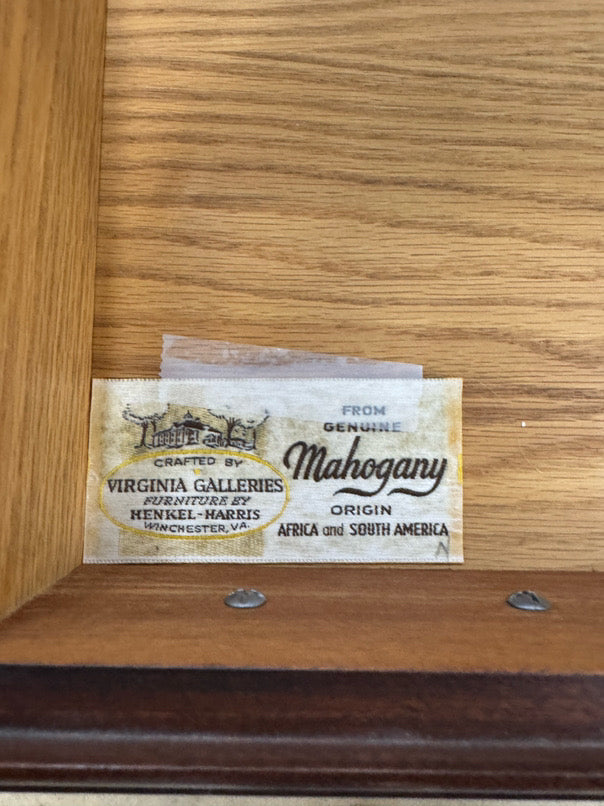 CRAFTED BY
VIRGINIA GALLERIES
FURNITURE BY
HENKEL-HARRIS
WINCHESTER, VA.
FROM
GENUINE
Mahogany
ORIGIN
AFRICA and SOUTH AMERICA
N